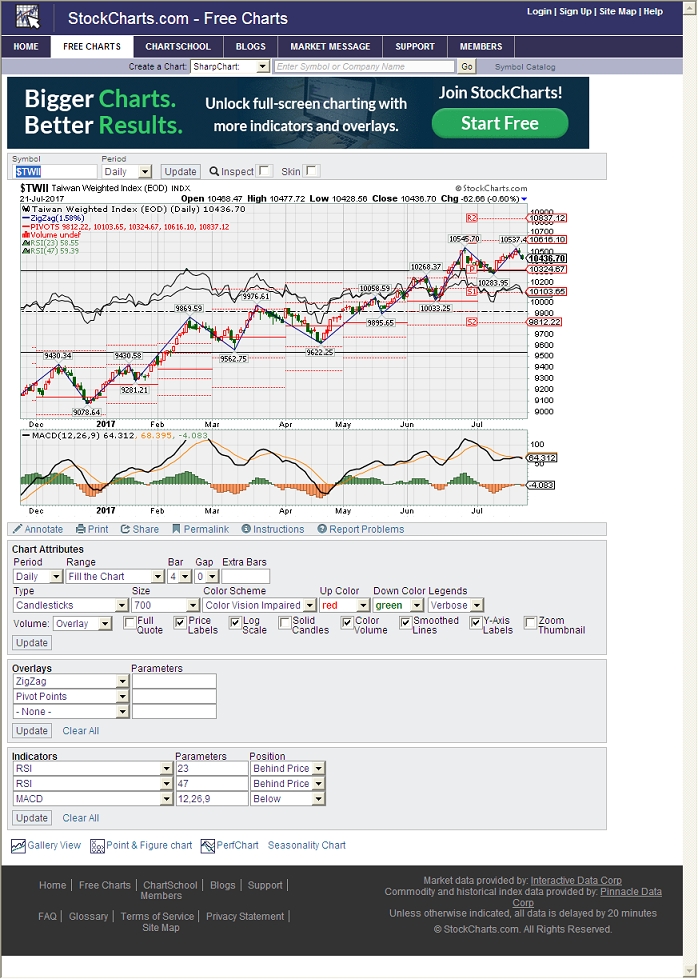 StockCharts.com - Free Charts
Login | Sign Up | Site Map | Help
HOME FREE CHARTS CHARTSCHOOL BLOGS MARKET MESSAGE SUPPORT MEMBERS
Create a Chart: SharpChart: Enter Symbol or Company Name Go Symbol Catalog
Bigger Charts.
Better Results.
Unlock full-screen charting with
more indicators and overlays.
Join StockCharts!
Start Free
Symbol Period
$TWII Daily Update Inspect Skin
$TWII Taiwan Weighted Index (EOD) INDX © StockCharts.com
21-Jul-2017 Open 10468.47 High 10477.72 Low 10428.56 Close 10436.70 Chg -62.66 (-0.60%)
Taiwan Weighted Index (EOD) (Daily) 10436.70
ZigZag(1.58%)
PIVOTS 9812.22, 10103.65, 10324.67, 10616.10, 10837.12
Volume undef
RSI(23) 58.55
RSI(47) 59.39
R2 10837.12
10700
10616.10
10545.70 10537.4
10436.70
10268.37
P 10324.67
10283.95
10058.59
S1 10103.65
9976.61
10033.25
10000
9900
9869.59
9895.65
S2 9812.22
9700
9600
9562.75
9622.25
9500
9430.34 9430.58
9400
9300
9281.21
9200
9100
9078.64
9000
Dec 2017 Feb Mar Apr May Jun Jul
MACD(12,26,9) 64.312, 68.395, -4.083
100
64.312
50
-4.083
Dec 2017 Feb Mar Apr May Jun Jul
Annotate Print Share Permalink Instructions Report Problems
Chart Attributes
Period Range Bar Gap Extra Bars
Daily Fill the Chart 4 0
Type Size Color Scheme Up Color Down Color Legends
Candlesticks 700 Color Vision Impaired red green Verbose
Volume: Overlay Full Quote Price Labels Log Scale Solid Candles Color Volume Smoothed Lines Y-Axis Labels Zoom Thumbnail
Update
Overlays Parameters
ZigZag
Pivot Points
- None -
Update Clear All
Indicators Parameters Position
RSI 23 Behind Price
RSI 47 Behind Price
MACD 12,26,9 Below
Update Clear All
Gallery View Point & Figure chart PerfChart Seasonality Chart
Home | Free Charts | ChartSchool | Blogs | Support |
Members
FAQ | Glossary | Terms of Service | Privacy Statement |
Site Map
Market data provided by: Interactive Data Corp
Commodity and historical index data provided by: Pinnacle Data
Corp
Unless otherwise indicated, all data is delayed by 20 minutes
© StockCharts.com. All Rights Reserved.